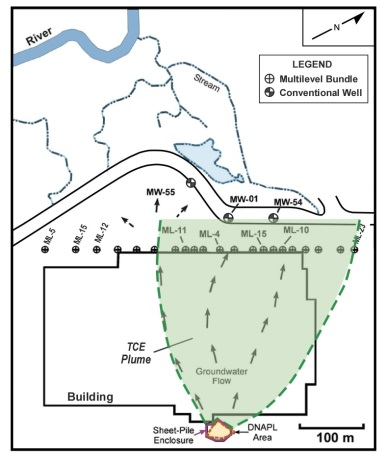 River
N
Stream
LEGEND
Multilevel Bundle
Conventional Well
MW-55
MW-01
MW-54
ML-5
ML-15
ML-12
ML-11
ML-4
ML-15
ML-10
ML-23
TCE
Plume
Groundwater
Flow
Building
Sheet-Pile
Enclosure
DNAPL
Area
100 m